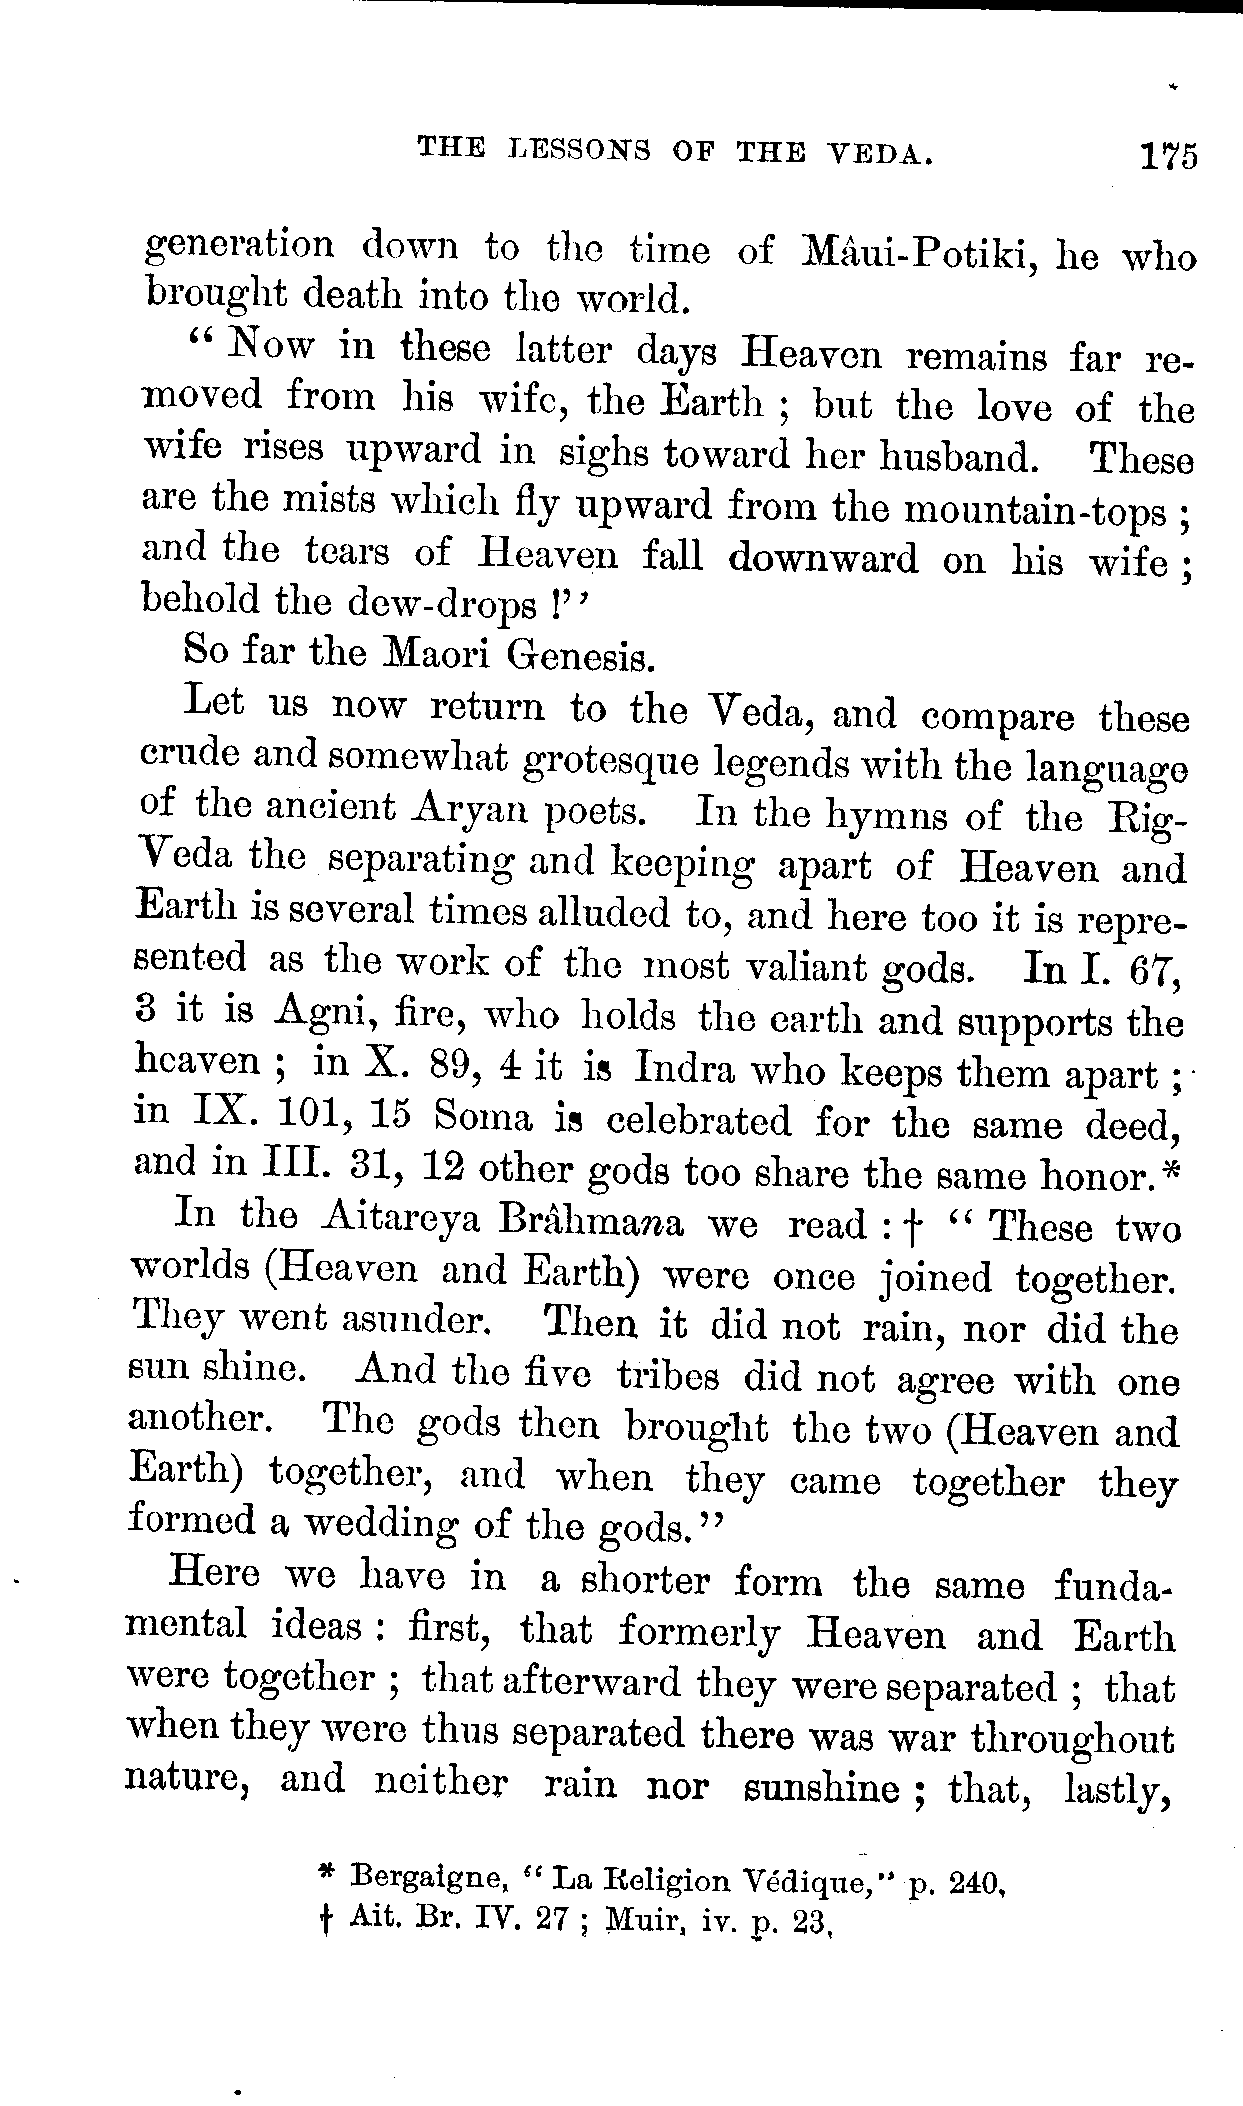 THE LESSONS OF THE VEDA. 175
generation down to the time of Mâui-Potiki, he who
brought death into the world.
“ Now in these latter days Heaven remains far re-
moved from his wife, the Earth ; but the love of the
wife rises upward in sighs toward her husband. These
are the mists which fly upward from the mountain-tops ;
and the tears of Heaven fall downward on his wife ;
behold the dew-drops !”
So far the Maori Genesis.
Let us now return to the Veda, and compare these
crude and somewhat grotesque legends with the language
of the ancient Aryan poets. In the hymns of the Rig-
Veda the separating and keeping apart of Heaven and
Earth is several times alluded to, and here too it is repre-
sented as the work of the most valiant gods. In I. 67,
3 it is Agni, fire, who holds the earth and supports the
heaven ; in X. 89, 4 it is Indra who keeps them apart ;
in IX. 101, 15 Soma is celebrated for the same deed,
and in III. 31, 12 other gods too share the same honor.*
In the Aitareya Brâhmana we read : † “ These two
worlds (Heaven and Earth) were once joined together.
They went asunder. Then it did not rain, nor did the
sun shine. And the five tribes did not agree with one
another. The gods then brought the two (Heaven and
Earth) together, and when they came together they
formed a wedding of the gods.”
Here we have in a shorter form the same funda-
mental ideas : first, that formerly Heaven and Earth
were together ; that afterward they were separated ; that
when they were thus separated there was war throughout
nature, and neither rain nor sunshine ; that, lastly,
* Bergaigne, “ La Religion Védique,” p. 240,
† Ait. Br. IV. 27 ; Muir, iv. p. 23,